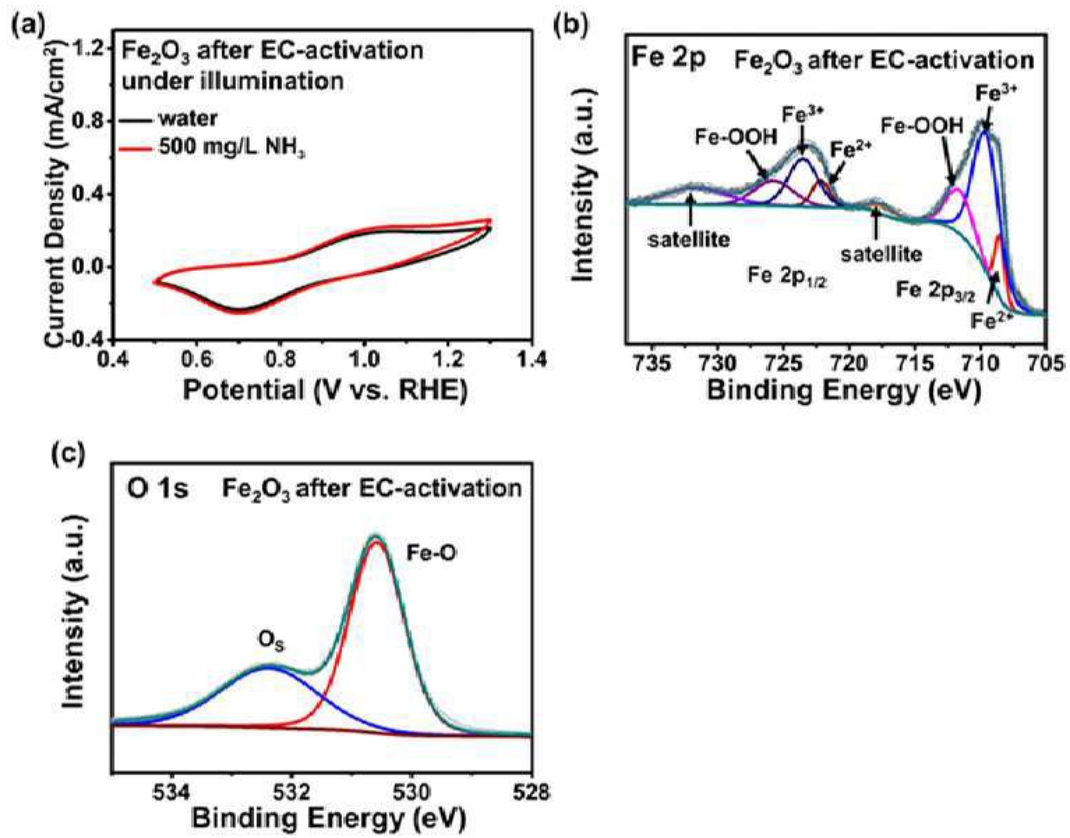 (a)
Fe₂O₃ after EC-activation
under illumination
water
500 mg/L NH₃
Current Density (mA/cm²)
1.2
0.8
0.4
0.0
-0.4
0.4 0.6 0.8 1.0 1.2 1.4
Potential (V vs. RHE)
(b)
Fe 2p Fe₂O₃ after EC-activation
Fe³⁺
Fe³⁺
Fe-OOH
Fe-OOH
Fe²⁺
satellite
satellite
Fe 2p₁/₂
Fe 2p₃/₂
Fe²⁺
Intensity (a.u.)
735 730 725 720 715 710 705
Binding Energy (eV)
(c)
O 1s Fe₂O₃ after EC-activation
Fe-O
Oₛ
Intensity (a.u.)
534 532 530 528
Binding Energy (eV)